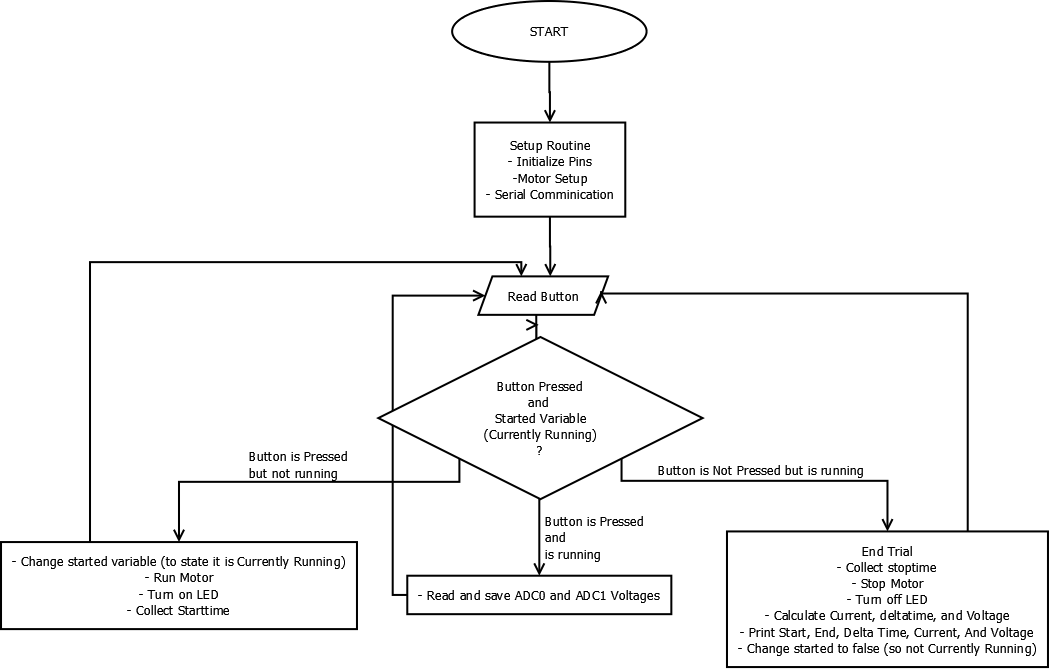 START
Setup Routine
- Initialize Pins
-Motor Setup
- Serial Comminication
Read Button
Button Pressed
and
Started Variable
(Currently Running)
?
Button is Pressed
but not running
Button is Not Pressed but is running
Button is Pressed
and
is running
- Change started variable (to state it is Currently Running)
- Run Motor
- Turn on LED
- Collect Starttime
- Read and save ADC0 and ADC1 Voltages
End Trial
- Collect stoptime
- Stop Motor
- Turn off LED
- Calculate Current, deltatime, and Voltage
- Print Start, End, Delta Time, Current, And Voltage
- Change started to false (so not Currently Running)